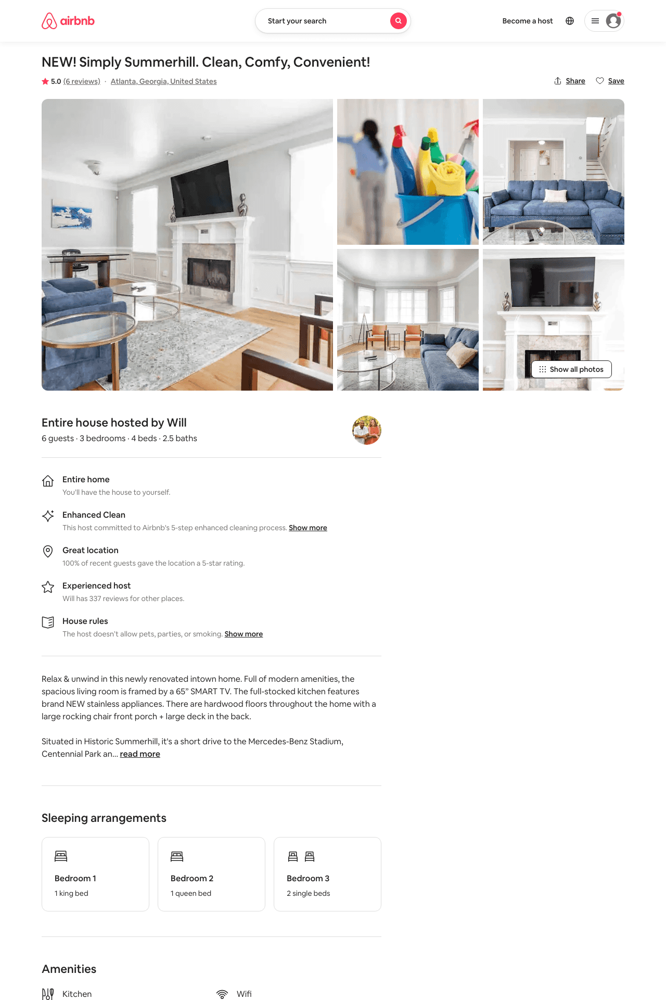 airbnb
Start your search
Become a host
NEW! Simply Summerhill. Clean, Comfy, Convenient!
5.0 (6 reviews) · Atlanta, Georgia, United States
Share
Save
Show all photos
Entire house hosted by Will
6 guests · 3 bedrooms · 4 beds · 2.5 baths
Entire home
You'll have the house to yourself.
Enhanced Clean
This host committed to Airbnb's 5-step enhanced cleaning process. Show more
Great location
100% of recent guests gave the location a 5-star rating.
Experienced host
Will has 337 reviews for other places.
House rules
The host doesn't allow pets, parties, or smoking. Show more
Relax & unwind in this newly renovated intown home. Full of modern amenities, the
spacious living room is framed by a 65” SMART TV. The full-stocked kitchen features
brand NEW stainless appliances. There are hardwood floors throughout the home with a
large rocking chair front porch + large deck in the back.
Situated in Historic Summerhill, it's a short drive to the Mercedes-Benz Stadium,
Centennial Park an... read more
Sleeping arrangements
Bedroom 1
1 king bed
Bedroom 2
1 queen bed
Bedroom 3
2 single beds
Amenities
Kitchen
Wifi